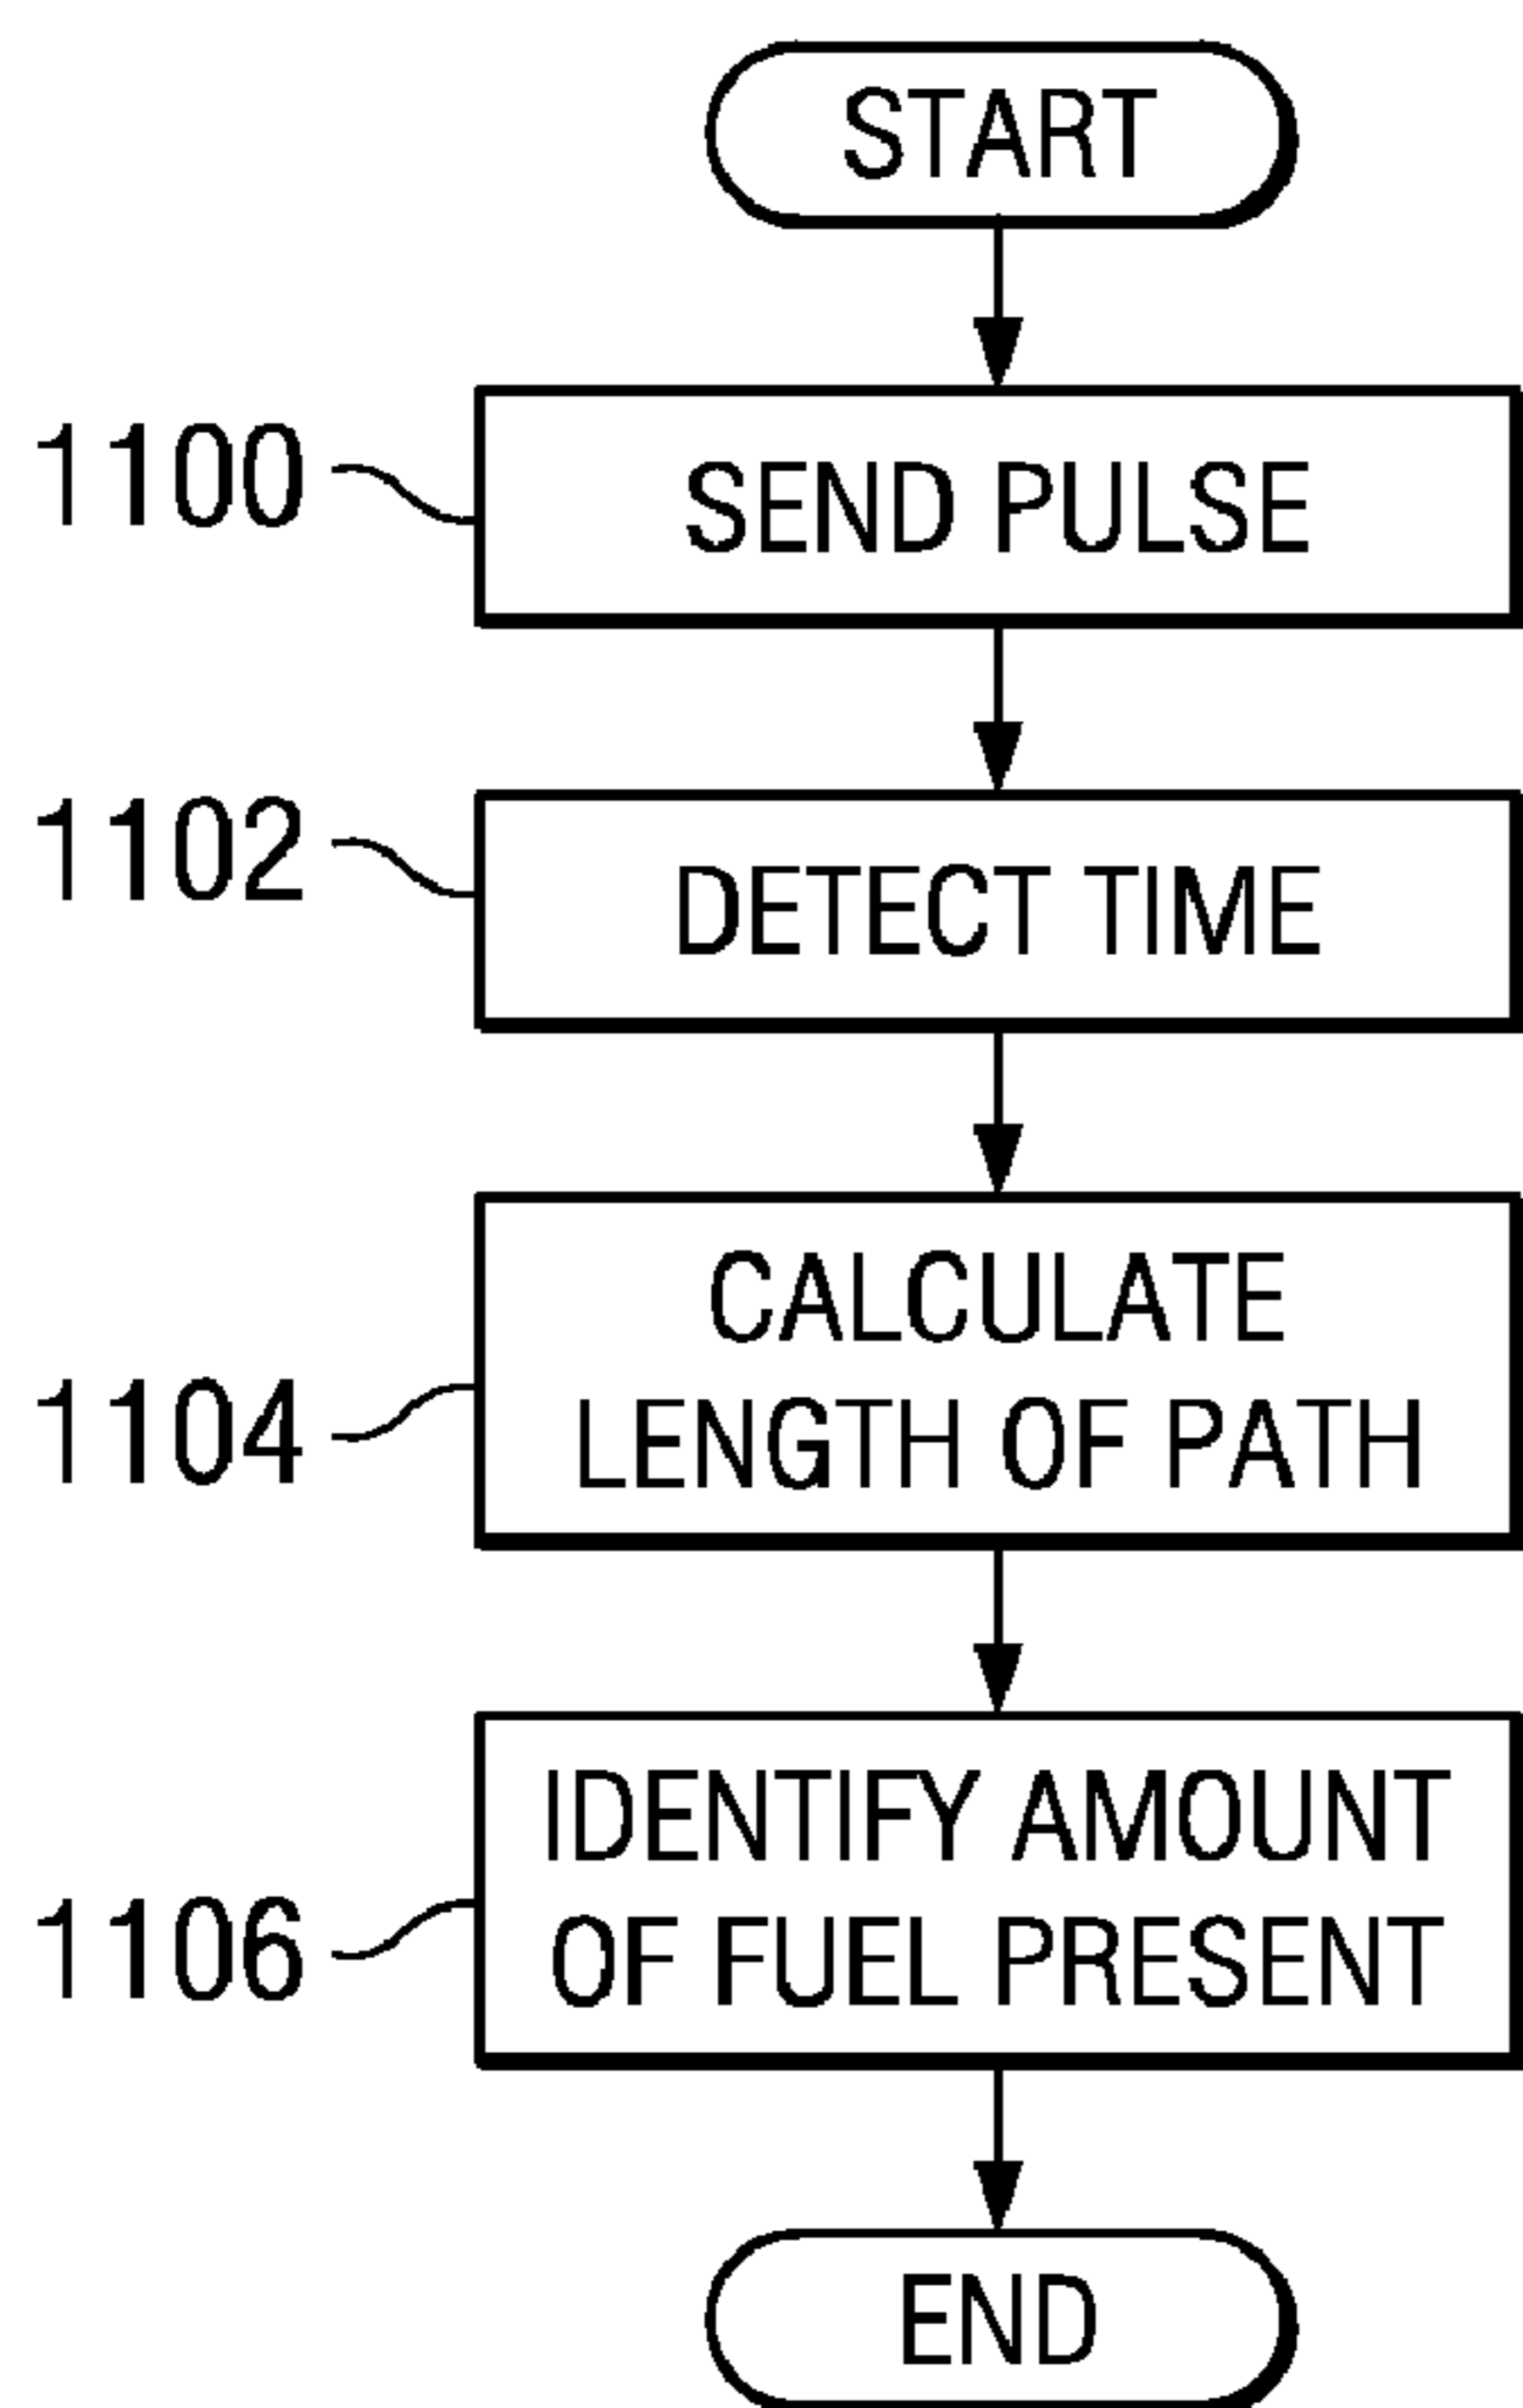 START
1100
SEND PULSE
1102
DETECT TIME
CALCULATE
1104
LENGTH OF PATH
IDENTIFY AMOUNT
1106
OF FUEL PRESENT
END